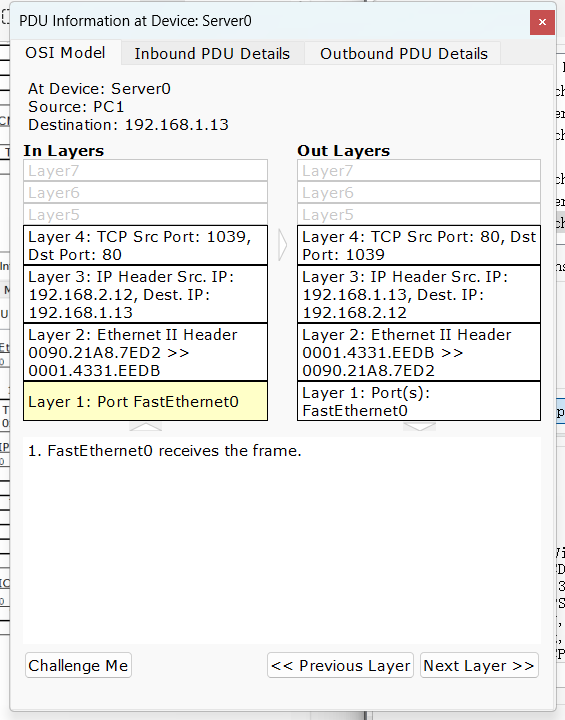 PDU Information at Device: Server0
OSI Model
Inbound PDU Details
Outbound PDU Details
At Device: Server0
Source: PC1
Destination: 192.168.1.13
In Layers
Layer7
Layer6
Layer5
Layer 4: TCP Src Port: 1039,
Dst Port: 80
Layer 3: IP Header Src. IP:
192.168.2.12, Dest. IP:
192.168.1.13
Layer 2: Ethernet II Header
0090.21A8.7ED2 >>
0001.4331.EEDB
Layer 1: Port FastEthernet0
Out Layers
Layer7
Layer6
Layer5
Layer 4: TCP Src Port: 80, Dst
Port: 1039
Layer 3: IP Header Src. IP:
192.168.1.13, Dest. IP:
192.168.2.12
Layer 2: Ethernet II Header
0001.4331.EEDB >>
0090.21A8.7ED2
Layer 1: Port(s):
FastEthernet0
1. FastEthernet0 receives the frame.
Challenge Me
<< Previous Layer
Next Layer >>